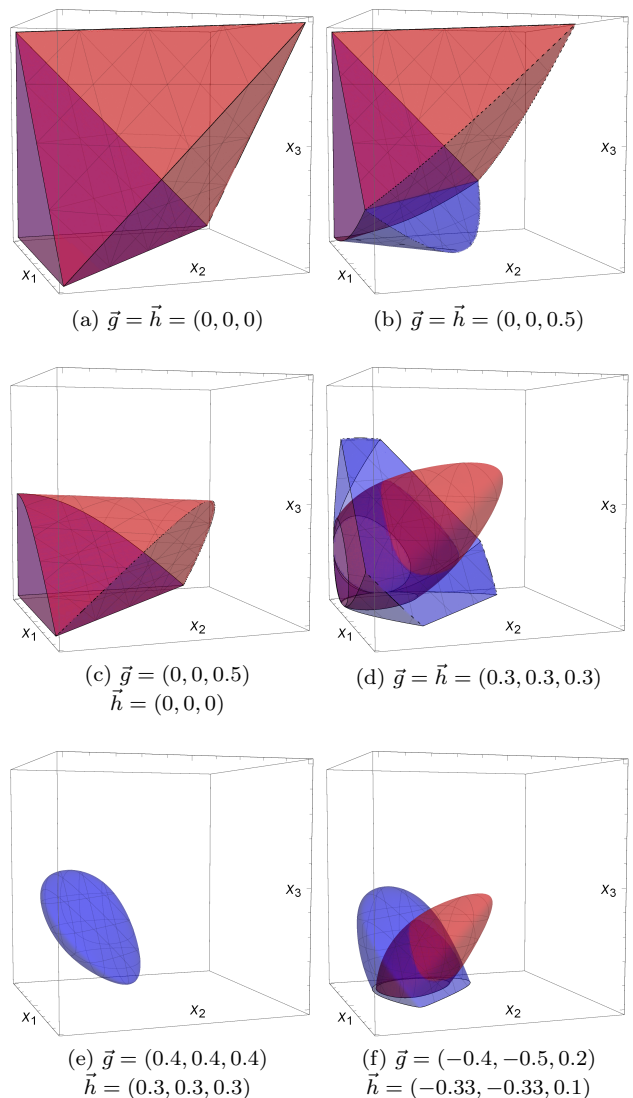 x₃
x₁
x₂
(a) g⃗ = h⃗ = (0, 0, 0)
x₃
x₁
x₂
(b) g⃗ = h⃗ = (0, 0, 0.5)
x₃
x₁
x₂
(c) g⃗ = (0, 0, 0.5)
h⃗ = (0, 0, 0)
x₃
x₁
x₂
(d) g⃗ = h⃗ = (0.3, 0.3, 0.3)
x₃
x₁
x₂
(e) g⃗ = (0.4, 0.4, 0.4)
h⃗ = (0.3, 0.3, 0.3)
x₃
x₁
x₂
(f) g⃗ = (−0.4, −0.5, 0.2)
h⃗ = (−0.33, −0.33, 0.1)